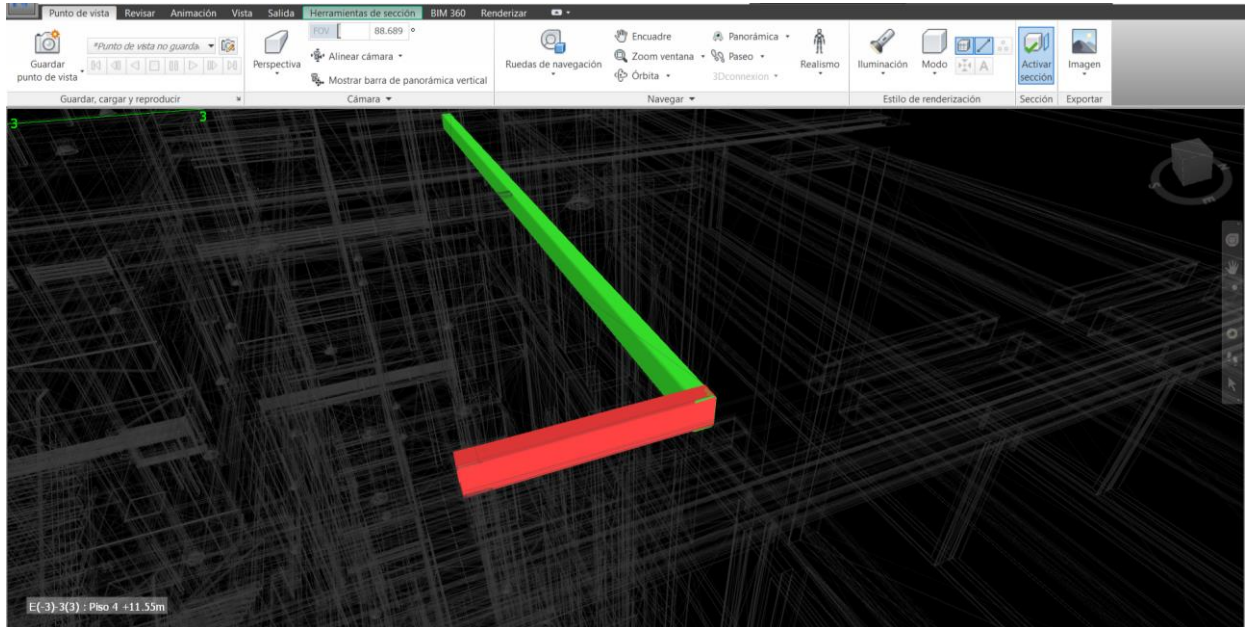 Punto de vista Revisar Animación Vista Salida Herramientas de sección BIM 360 Renderizar
FOV 88.689 °
Guardar
punto de vista
*Punto de vista no guarda
Guardar, cargar y reproducir
Perspectiva
Alinear cámara
Mostrar barra de panorámica vertical
Cámara
Ruedas de navegación
Encuadre
Zoom ventana
Órbita
Panorámica
Paseo
3Dconnexion
Realismo
Navegar
Iluminación
Modo
A
Estilo de renderización
Activar
sección
Sección
Imagen
Exportar
3 3
E(-3)-3(3) : Piso 4 +11.55m